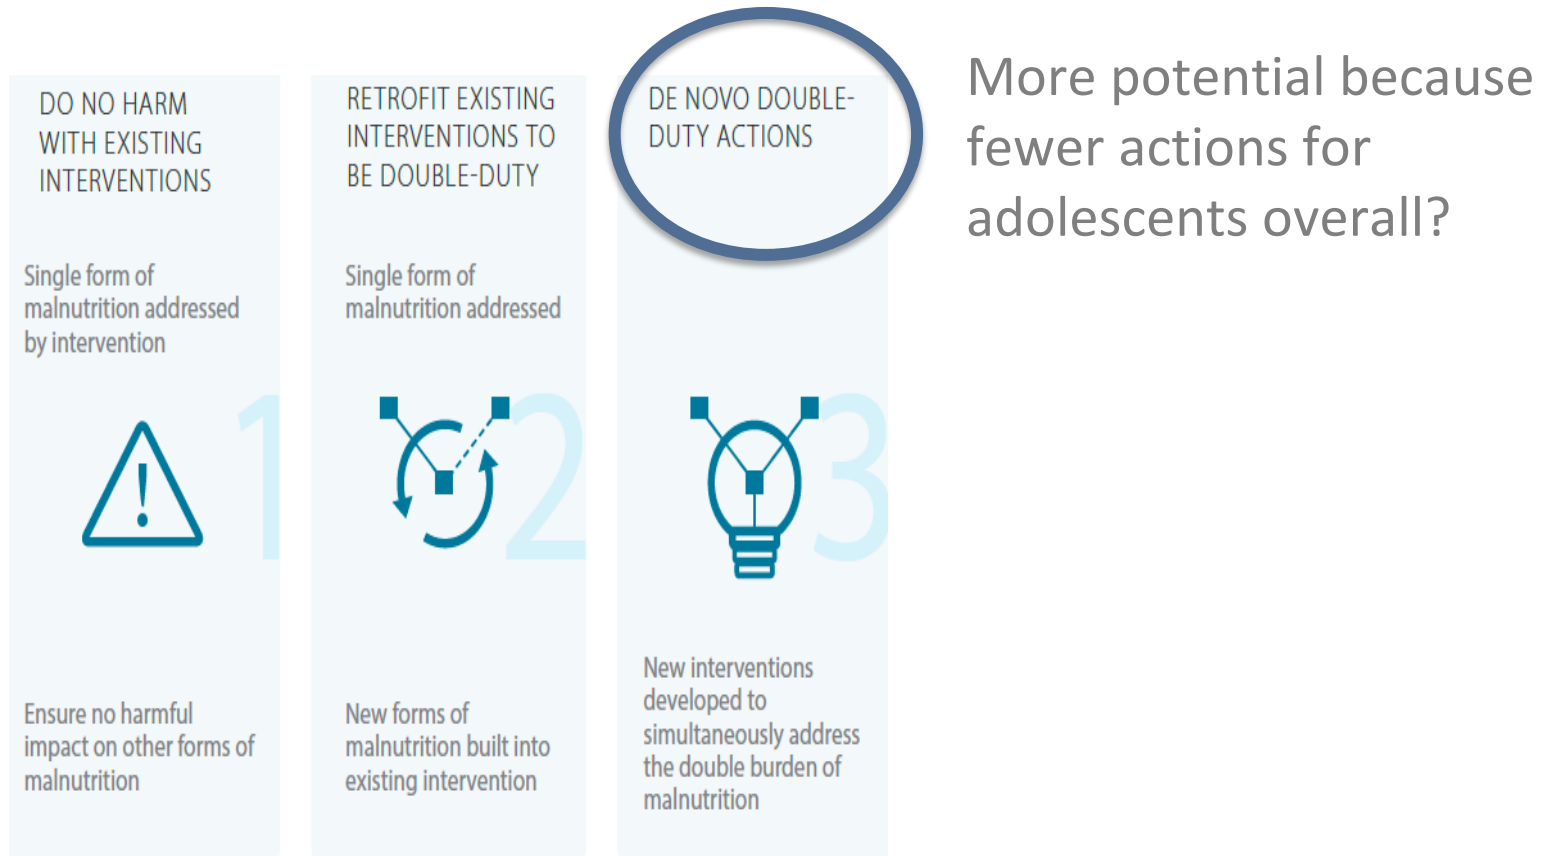 DO NO HARM
WITH EXISTING
INTERVENTIONS
Single form of
malnutrition addressed
by intervention
1
Ensure no harmful
impact on other forms of
malnutrition
RETROFIT EXISTING
INTERVENTIONS TO
BE DOUBLE-DUTY
Single form of
malnutrition addressed
2
New forms of
malnutrition built into
existing intervention
DE NOVO DOUBLE-
DUTY ACTIONS
3
New interventions
developed to
simultaneously address
the double burden of
malnutrition
More potential because
fewer actions for
adolescents overall?